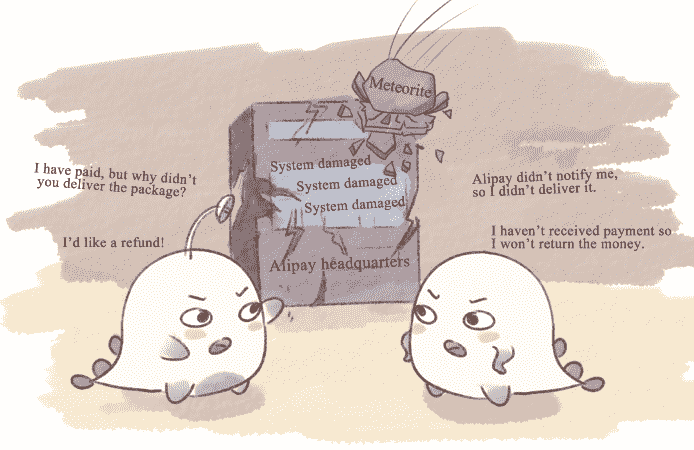 Meteorite
System damaged
System damaged
System damaged
Alipay headquarters
I have paid, but why didn't
you deliver the package?
I'd like a refund!
Alipay didn't notify me,
so I didn't deliver it.
I haven't received payment so
I won't return the money.